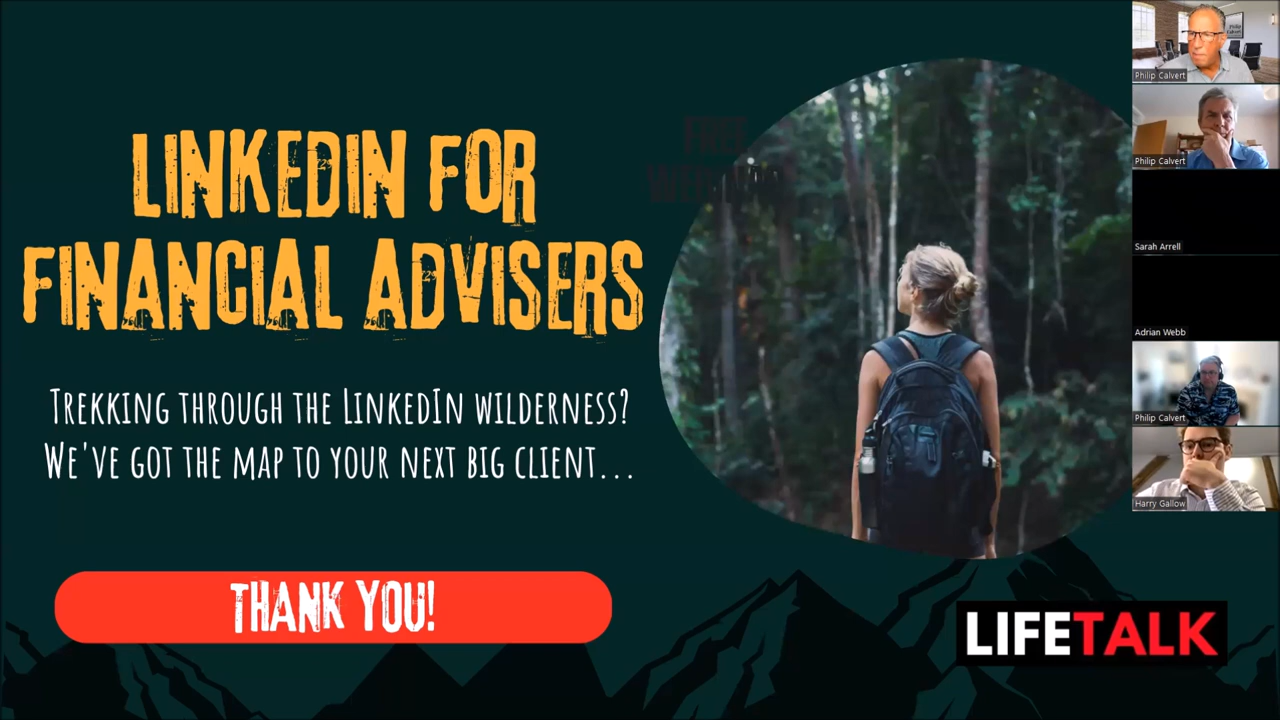 LINKEDIN FOR
FINANCIAL ADVISERS
TREKKING THROUGH THE LINKEDIN WILDERNESS?
WE'VE GOT THE MAP TO YOUR NEXT BIG CLIENT...
THANK YOU!
FREE
LIFETALK
Philip Calvert
Philip Calvert
Sarah Arrell
Adrian Webb
Philip Calvert
Harry Gallow